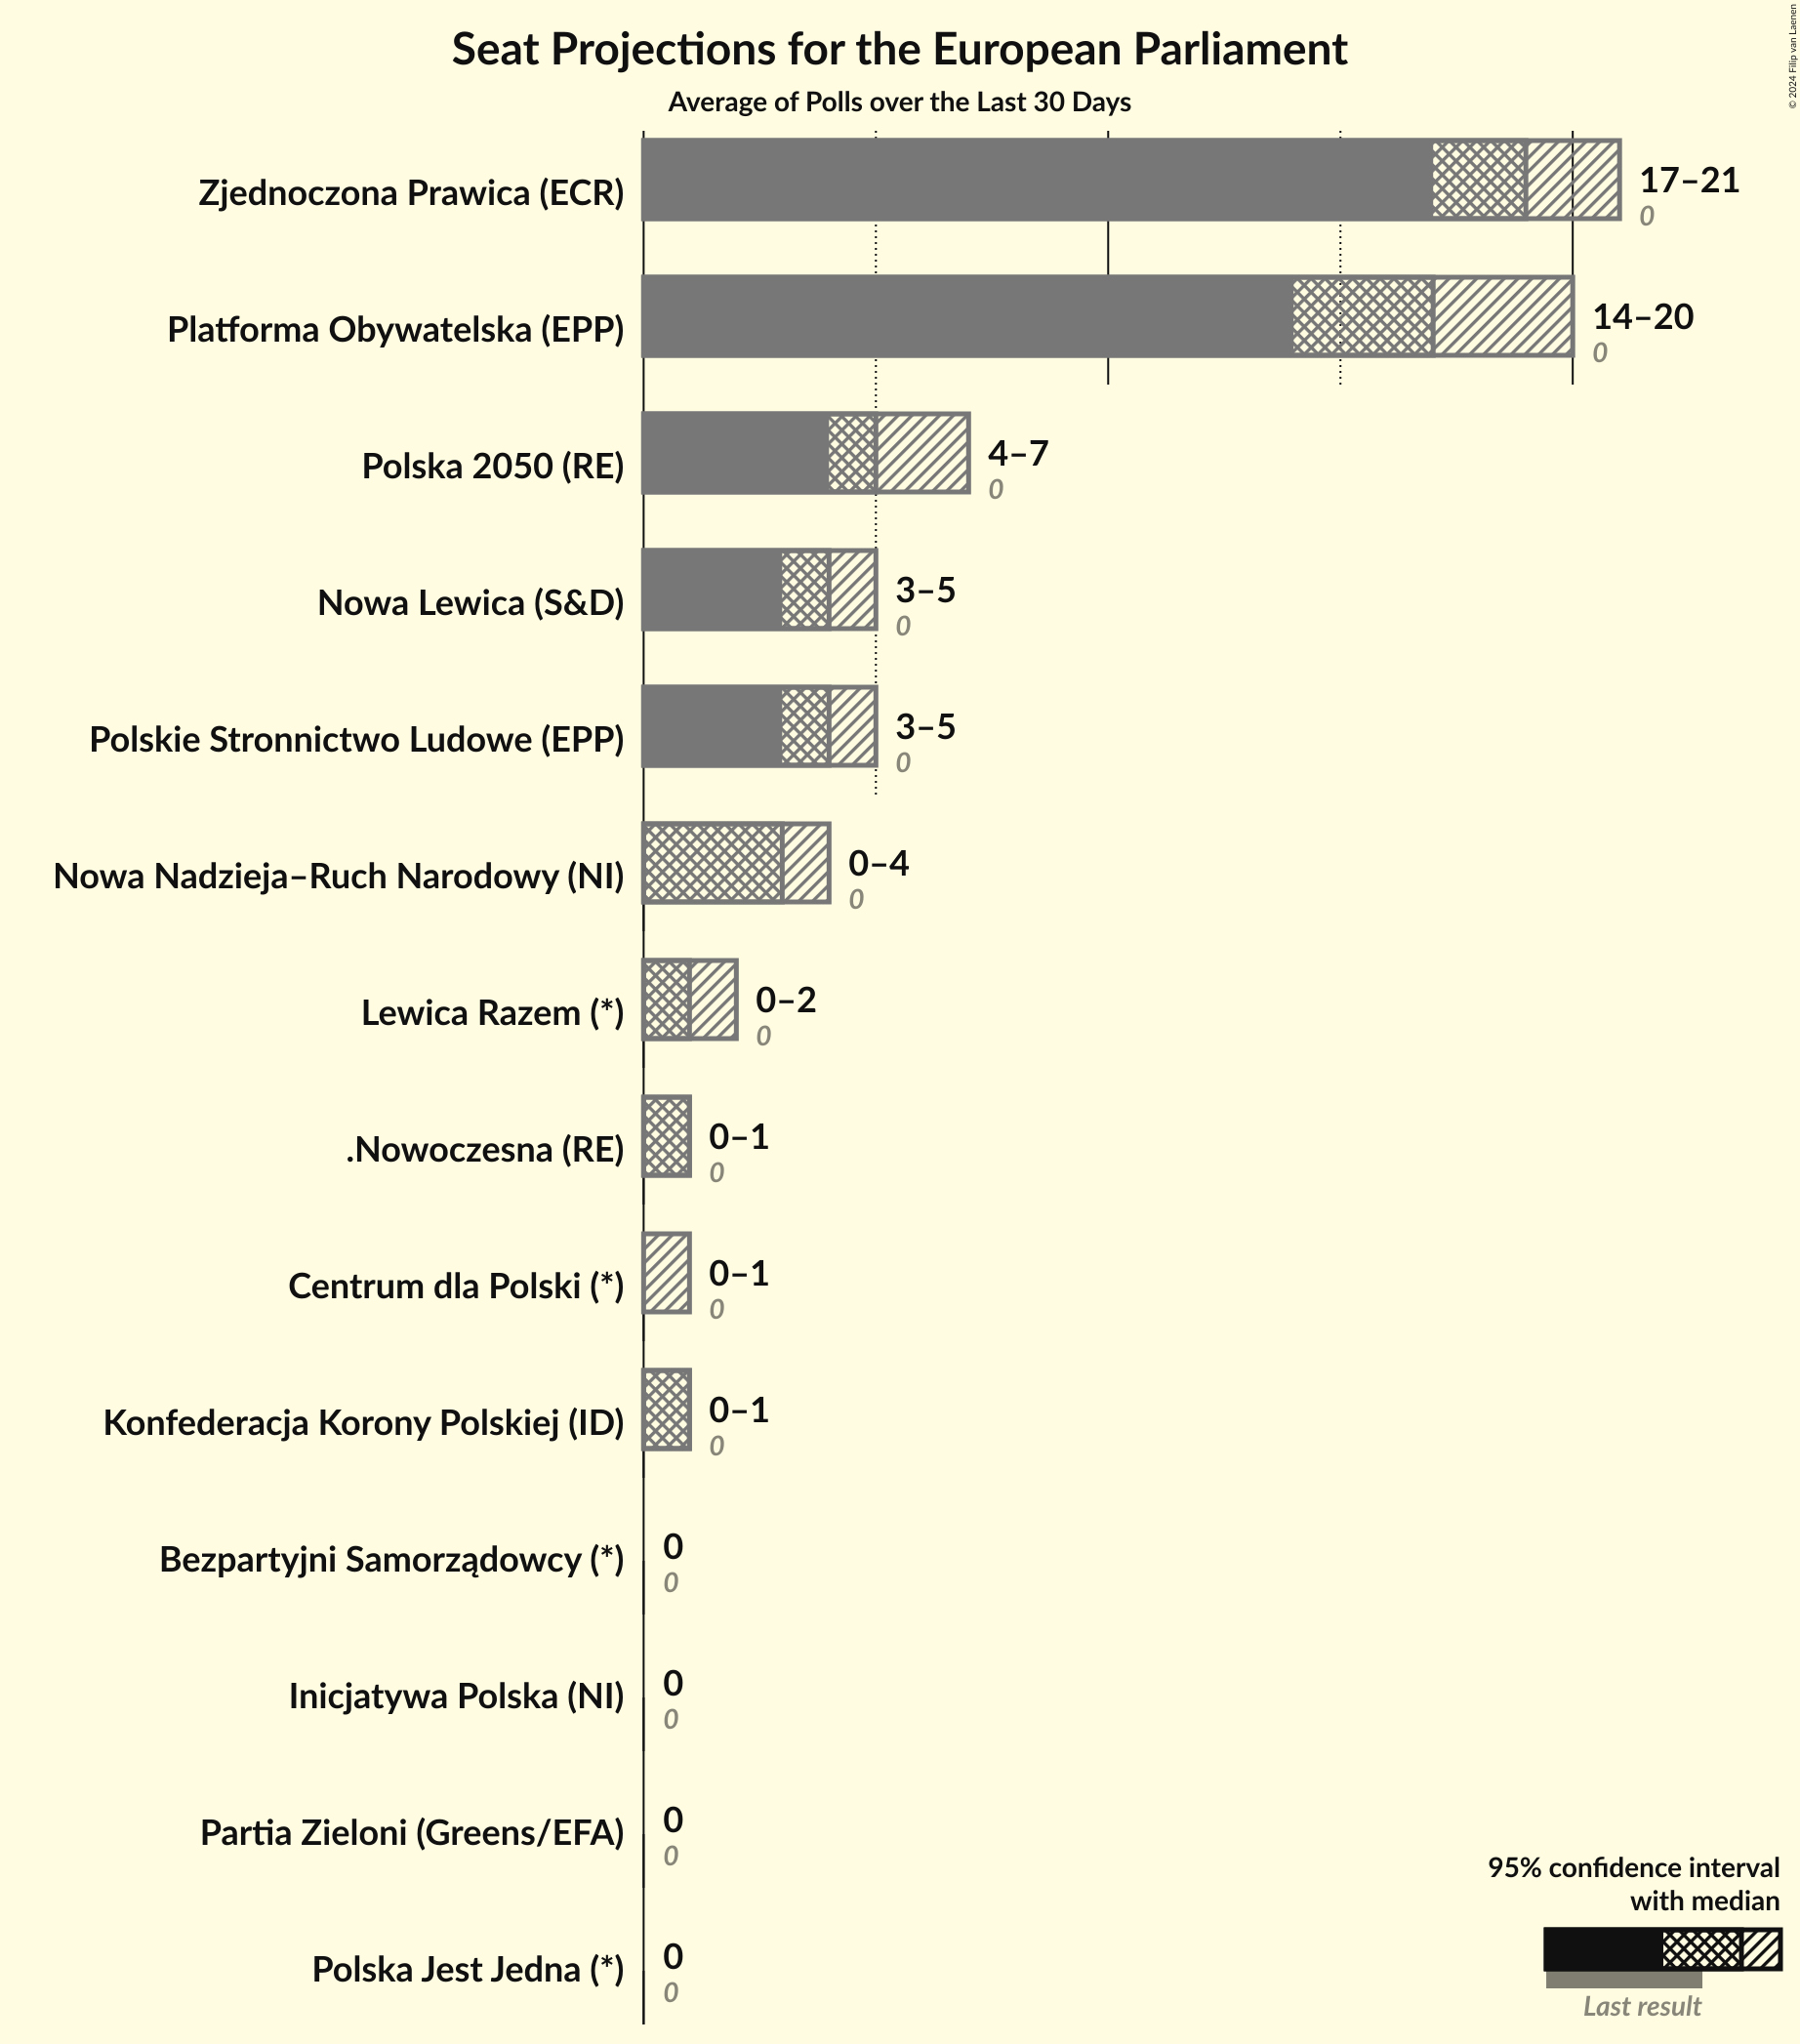 Seat Projections for the European Parliament
Average of Polls over the Last 30 Days
© 2024 Filip van Laenen
Zjednoczona Prawica (ECR)
17–21
0
Platforma Obywatelska (EPP)
14–20
0
Polska 2050 (RE)
4–7
0
Nowa Lewica (S&D)
3–5
0
Polskie Stronnictwo Ludowe (EPP)
3–5
0
Nowa Nadzieja–Ruch Narodowy (NI)
0–4
0
Lewica Razem (*)
0–2
0
.Nowoczesna (RE)
0–1
0
Centrum dla Polski (*)
0–1
0
Konfederacja Korony Polskiej (ID)
0–1
0
Bezpartyjni Samorządowcy (*)
0
0
Inicjatywa Polska (NI)
0
0
Partia Zieloni (Greens/EFA)
0
0
Polska Jest Jedna (*)
0
0
95% confidence interval
with median
Last result